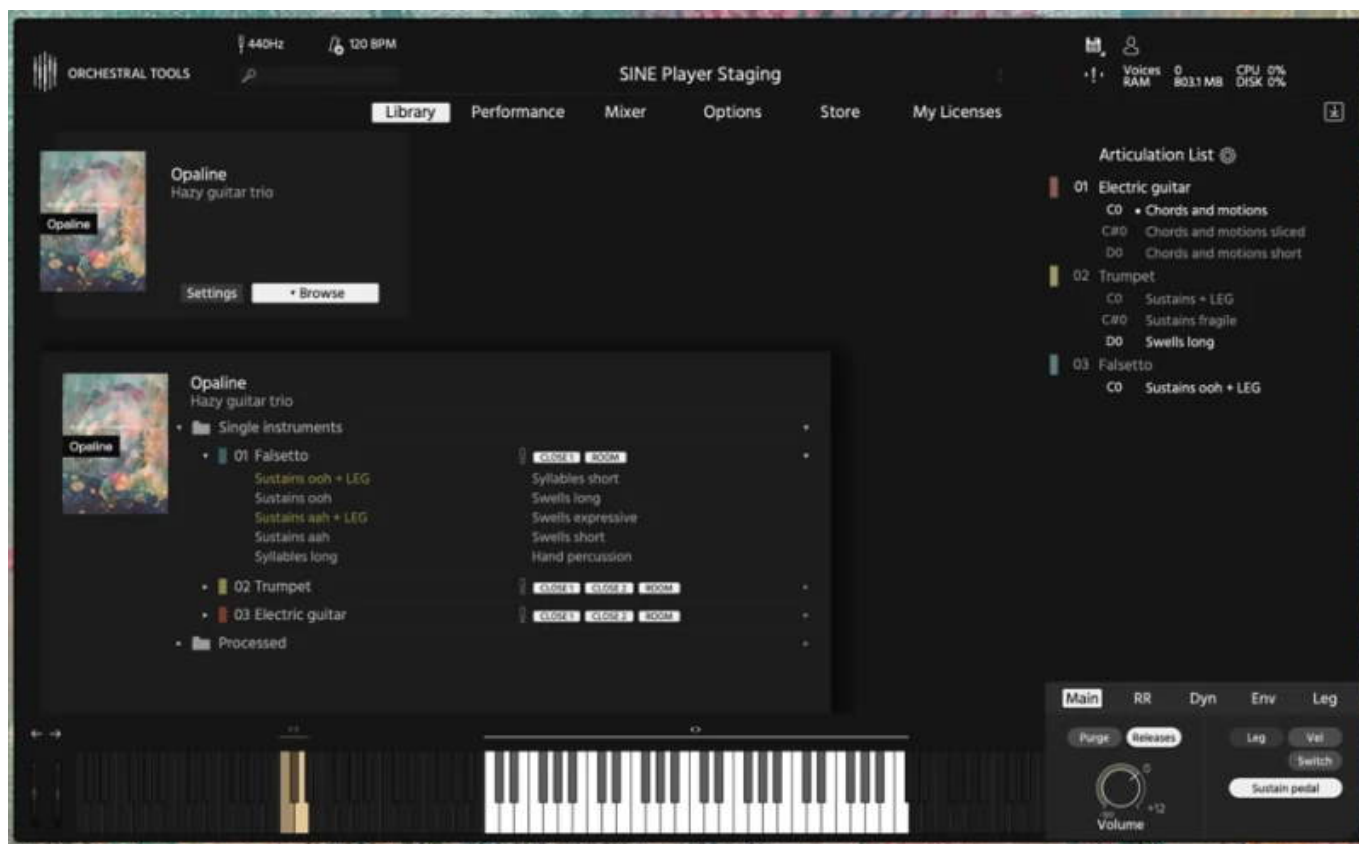 440Hz 120 BPM
ORCHESTRAL TOOLS
SINE Player Staging
Voices 0 CPU 0%
RAM 803.1 MB DISK 0%
Library Performance Mixer Options Store My Licenses
Opaline
Hazy guitar trio
Opaline
Settings • Browse
Articulation List
01 Electric guitar
C0 • Chords and motions
C#0 Chords and motions sliced
D0 Chords and motions short
02 Trumpet
C0 Sustains + LEG
C#0 Sustains fragile
D0 Swells long
03 Falsetto
C0 Sustains ooh + LEG
Opaline
Hazy guitar trio
Opaline
Single instruments
01 Falsetto CLOSE 1 ROOM
Sustains ooh + LEG Syllables short
Sustains ooh Swells long
Sustains aah + LEG Swells expressive
Sustains aah Swells short
Syllables long Hand percussion
02 Trumpet CLOSE 1 CLOSE 2 ROOM
03 Electric guitar CLOSE 1 CLOSE 2 ROOM
Processed
Main RR Dyn Env Leg
Purge Releases Leg Vel
Switch
Sustain pedal
0
+12
Volume